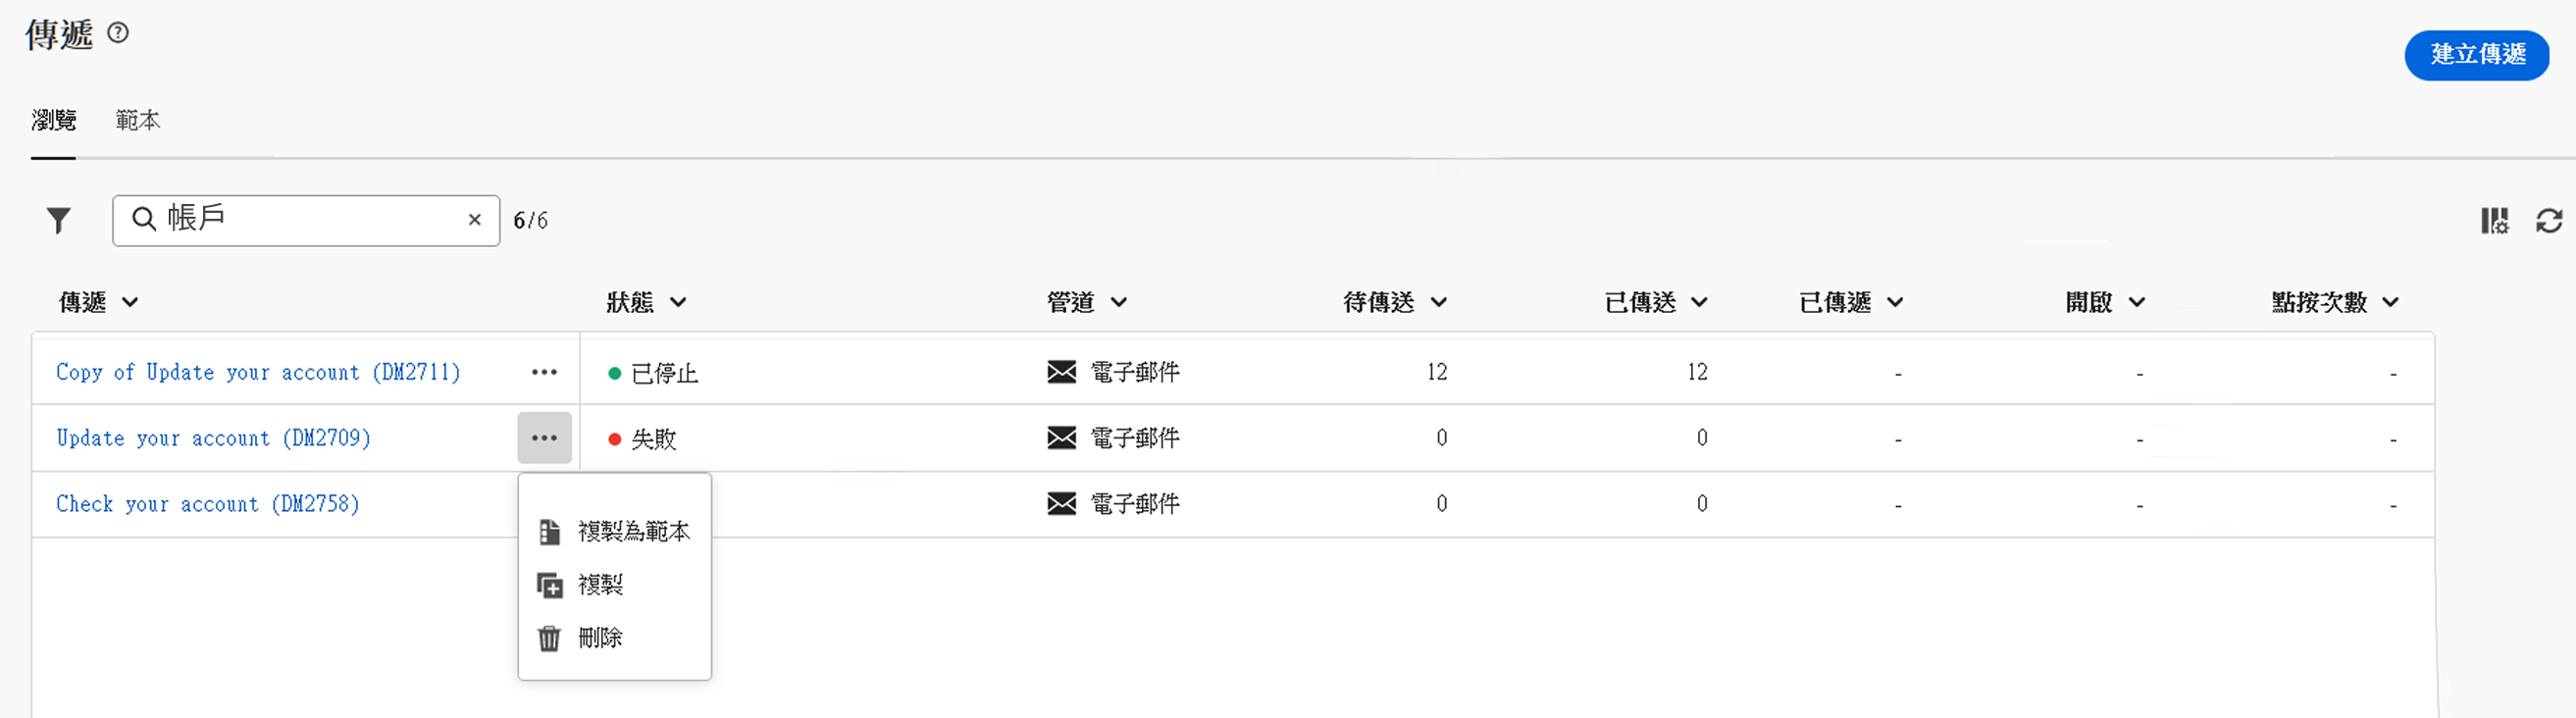 傳遞
建立傳遞
瀏覽 範本
帳戶 6/6
傳遞 狀態 管道 待傳送 已傳送 已傳遞 開啟 點按次數
Copy of Update your account (DM2711) 已停止 電子郵件 12 12 - - -
Update your account (DM2709) 失敗 電子郵件 0 0 - - -
Check your account (DM2758) 電子郵件 0 0 - - -
複製為範本
複製
刪除